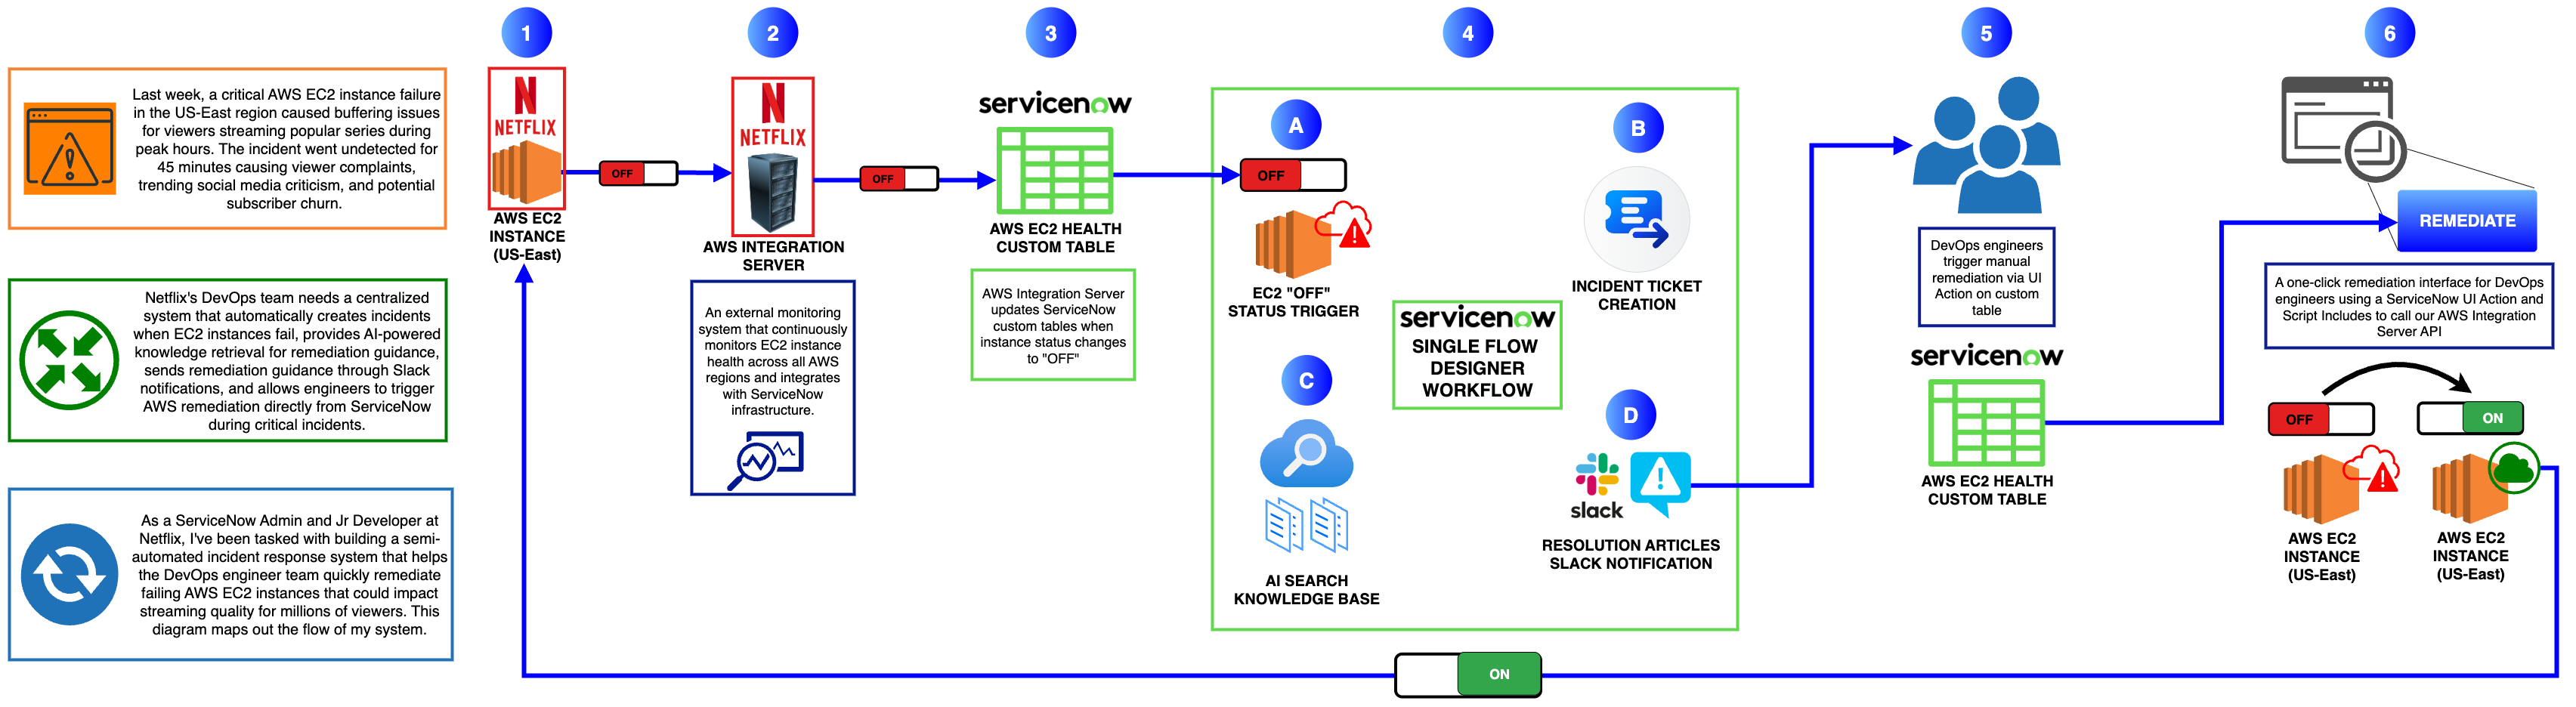 Last week, a critical AWS EC2 instance failure
in the US-East region caused buffering issues
for viewers streaming popular series during
peak hours. The incident went undetected for
45 minutes causing viewer complaints,
trending social media criticism, and potential
subscriber churn.
Netflix's DevOps team needs a centralized
system that automatically creates incidents
when EC2 instances fail, provides AI-powered
knowledge retrieval for remediation guidance,
sends remediation guidance through Slack
notifications, and allows engineers to trigger
AWS remediation directly from ServiceNow
during critical incidents.
As a ServiceNow Admin and Jr Developer at
Netflix, I've been tasked with building a semi-
automated incident response system that helps
the DevOps engineer team quickly remediate
failing AWS EC2 instances that could impact
streaming quality for millions of viewers. This
diagram maps out the flow of my system.
1
NETFLIX
AWS EC2
INSTANCE
(US-East)
OFF
2
NETFLIX
AWS INTEGRATION
SERVER
An external monitoring
system that continuously
monitors EC2 instance
health across all AWS
regions and integrates
with ServiceNow
infrastructure.
OFF
3
servicenow
AWS EC2 HEALTH
CUSTOM TABLE
AWS Integration Server
updates ServiceNow
custom tables when
instance status changes
to "OFF"
4
A
OFF
EC2 "OFF"
STATUS TRIGGER
B
INCIDENT TICKET
CREATION
servicenow
SINGLE FLOW
DESIGNER
WORKFLOW
C
AI SEARCH
KNOWLEDGE BASE
D
slack
RESOLUTION ARTICLES
SLACK NOTIFICATION
5
DevOps engineers
trigger manual
remediation via UI
Action on custom
table
servicenow
AWS EC2 HEALTH
CUSTOM TABLE
6
REMEDIATE
A one-click remediation interface for DevOps
engineers using a ServiceNow UI Action and
Script Includes to call our AWS Integration
Server API
OFF
ON
AWS EC2
INSTANCE
(US-East)
AWS EC2
INSTANCE
(US-East)
ON